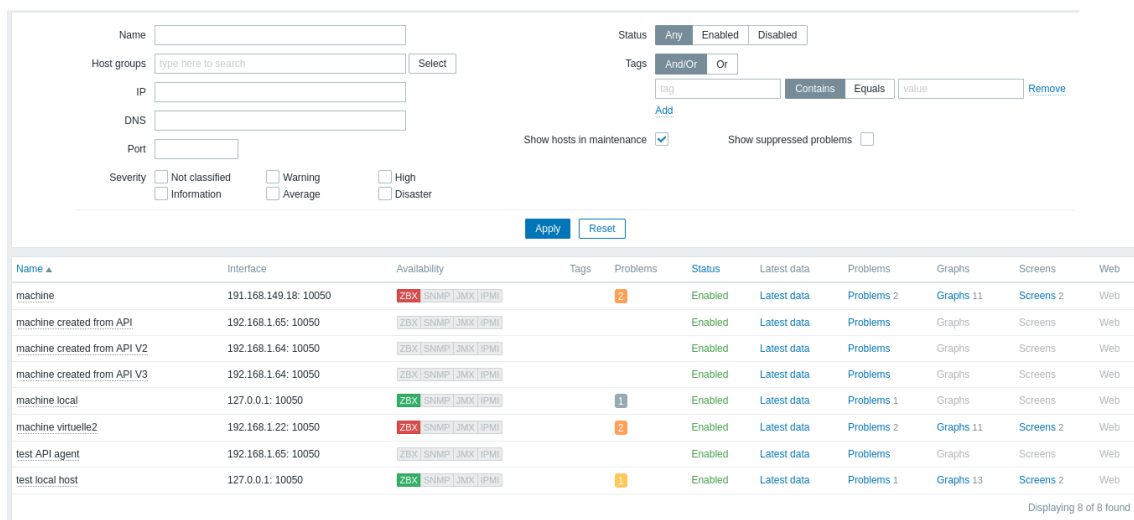 Name Status Any Enabled Disabled
Host groups type here to search Select Tags And/Or Or
IP tag Contains Equals value Remove
Add
DNS
Show hosts in maintenance Show suppressed problems
Port
Severity Not classified Warning High
Information Average Disaster
Apply Reset
Name Interface Availability Tags Problems Status Latest data Problems Graphs Screens Web
machine 191.168.149.18: 10050 ZBX SNMP JMX IPMI 2 Enabled Latest data Problems 2 Graphs 11 Screens 2 Web
machine created from API 192.168.1.65: 10050 ZBX SNMP JMX IPMI Enabled Latest data Problems Graphs Screens Web
machine created from API V2 192.168.1.64: 10050 ZBX SNMP JMX IPMI Enabled Latest data Problems Graphs Screens Web
machine created from API V3 192.168.1.64: 10050 ZBX SNMP JMX IPMI Enabled Latest data Problems Graphs Screens Web
machine local 127.0.0.1: 10050 ZBX SNMP JMX IPMI 1 Enabled Latest data Problems 1 Graphs Screens Web
machine virtuelle2 192.168.1.22: 10050 ZBX SNMP JMX IPMI 2 Enabled Latest data Problems 2 Graphs 11 Screens 2 Web
test API agent 192.168.1.65: 10050 ZBX SNMP JMX IPMI Enabled Latest data Problems Graphs Screens Web
test local host 127.0.0.1: 10050 ZBX SNMP JMX IPMI 1 Enabled Latest data Problems 1 Graphs 13 Screens 2 Web
Displaying 8 of 8 found